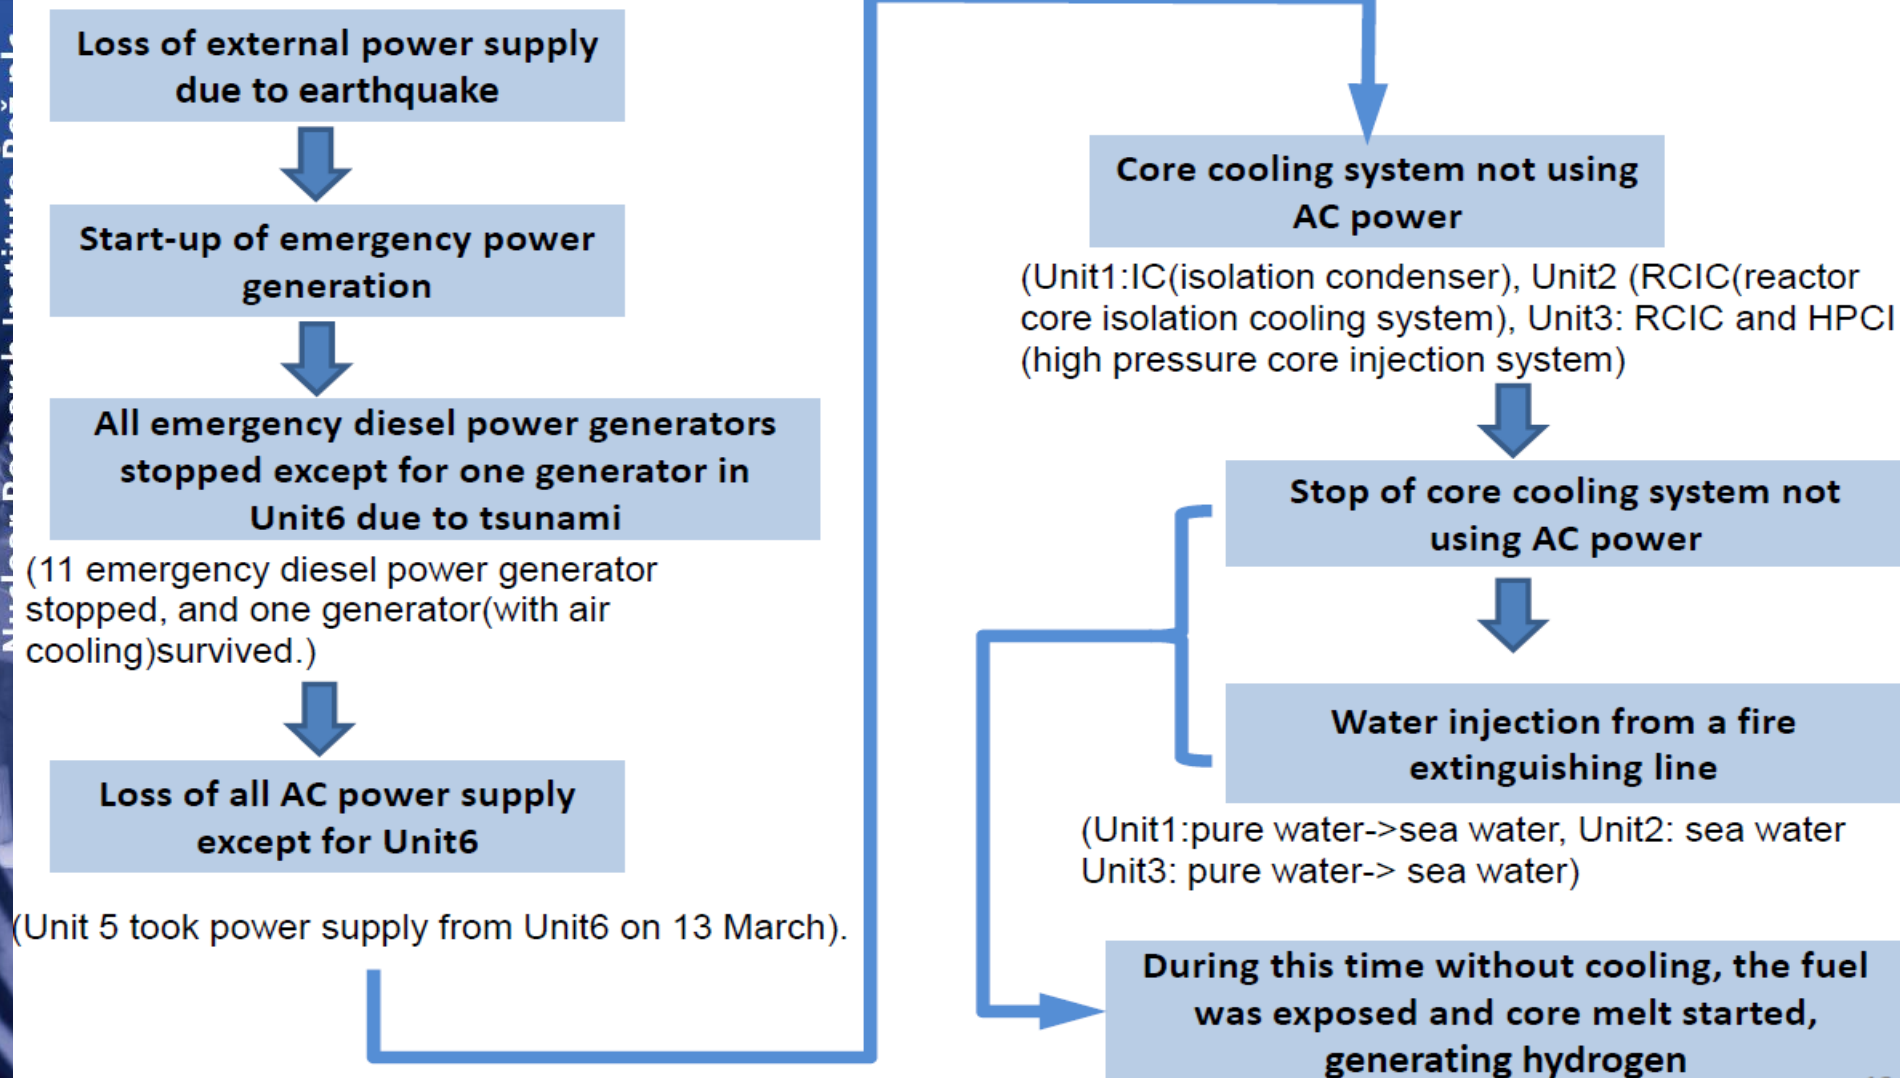 Loss of external power supply
due to earthquake
Start-up of emergency power
generation
All emergency diesel power generators
stopped except for one generator in
Unit6 due to tsunami
(11 emergency diesel power generator
stopped, and one generator(with air
cooling)survived.)
Loss of all AC power supply
except for Unit6
(Unit 5 took power supply from Unit6 on 13 March).
Core cooling system not using
AC power
(Unit1:IC(isolation condenser), Unit2 (RCIC(reactor
core isolation cooling system), Unit3: RCIC and HPCI
(high pressure core injection system)
Stop of core cooling system not
using AC power
Water injection from a fire
extinguishing line
(Unit1:pure water->sea water, Unit2: sea water
Unit3: pure water-> sea water)
During this time without cooling, the fuel
was exposed and core melt started,
generating hydrogen